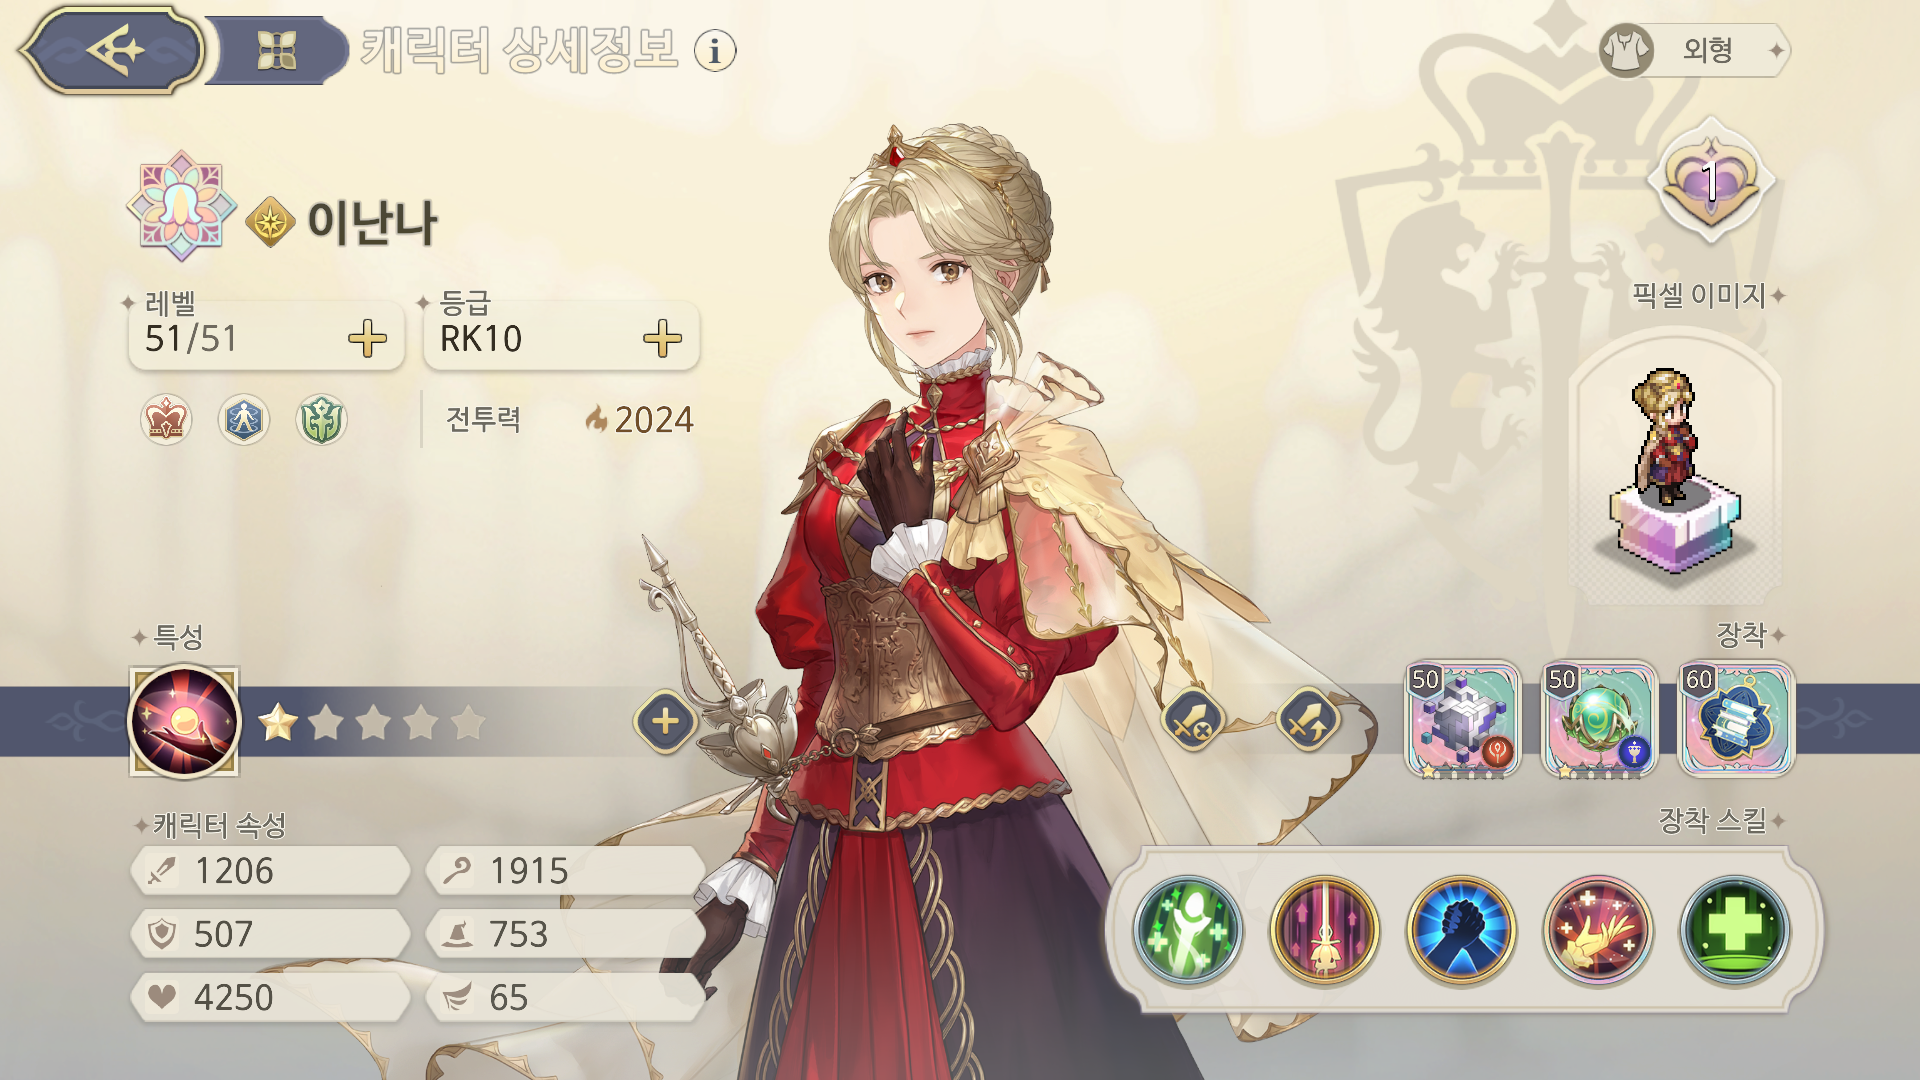 캐릭터 상세정보 i
외형
이난나
1
레벨
51/51
등급
RK10
픽셀 이미지
전투력 2024
특성
장착
50 50 60
캐릭터 속성
장착 스킬
1206 1915
507 753
4250 65